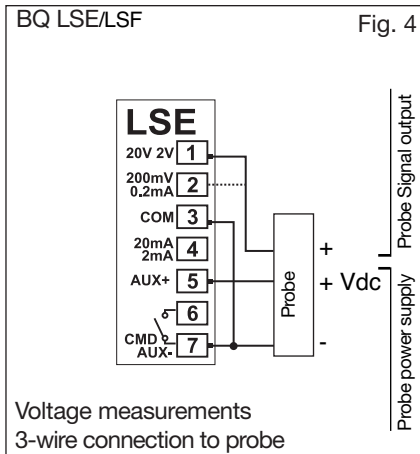 BQ LSE/LSF
Fig. 4
LSE
20V 2V 1
200mV
0.2mA 2
COM 3
20mA
2mA 4
AUX+ 5
6
CMD
AUX- 7
Probe
+
+ Vdc
-
Probe Signal output
Probe power supply
Voltage measurements
3-wire connection to probe